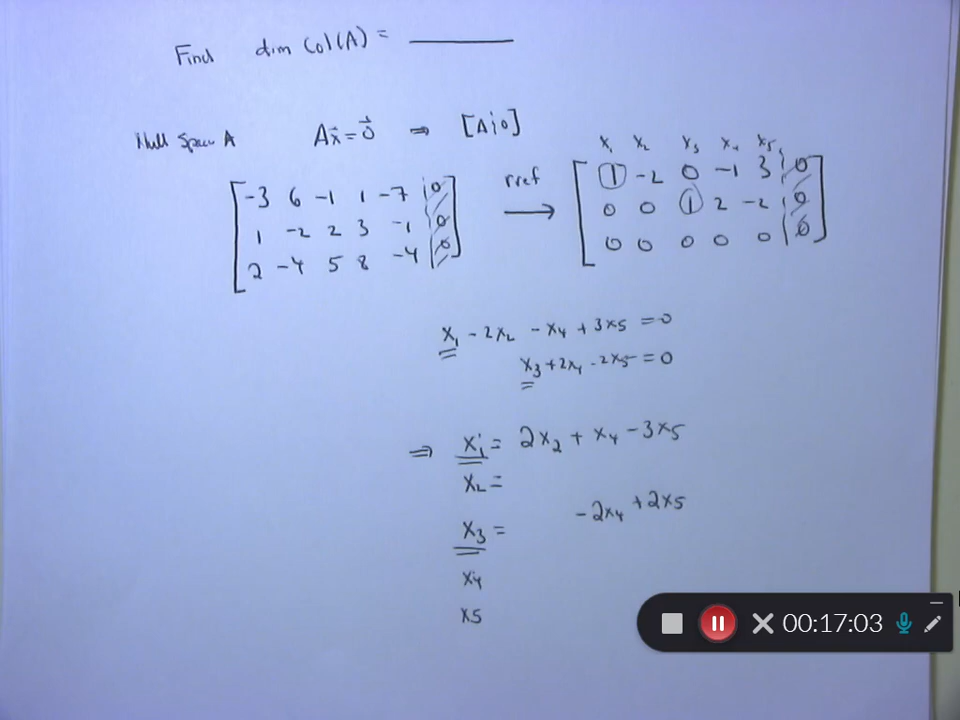 Find dim Col(A) = ________
Null Space A Ax⃗ = 0⃗ ⇒ [A¦0]
x₁ x₂ x₃ x₄ x₅
-3 6 -1 1 -7 0 rref → 1 -2 0 -1 3 0
1 -2 2 3 -1 0 0 0 1 2 -2 0
2 -4 5 8 -4 0 0 0 0 0 0 0
x₁ - 2x₂ - x₄ + 3x5 = 0
x₃ + 2x₄ - 2x5 = 0
⇒ x₁ = 2x₂ + x₄ - 3x5
x₂ =
x₃ = -2x₄ + 2x5
x₄
x5
00:17:03